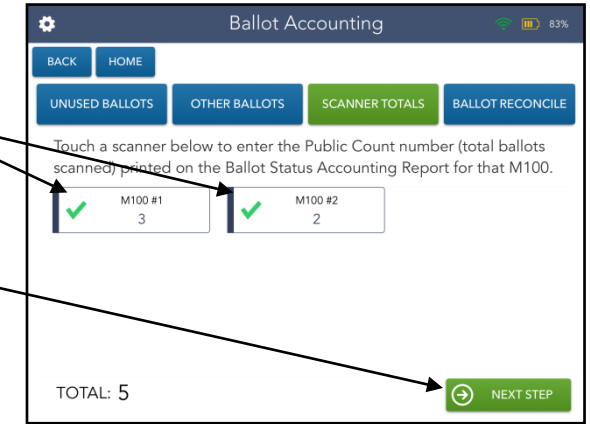 Ballot Accounting
83%
BACK HOME
UNUSED BALLOTS OTHER BALLOTS SCANNER TOTALS BALLOT RECONCILE
Touch a scanner below to enter the Public Count number (total ballots
scanned) printed on the Ballot Status Accounting Report for that M100.
M100 #1 M100 #2
3 2
TOTAL: 5 NEXT STEP